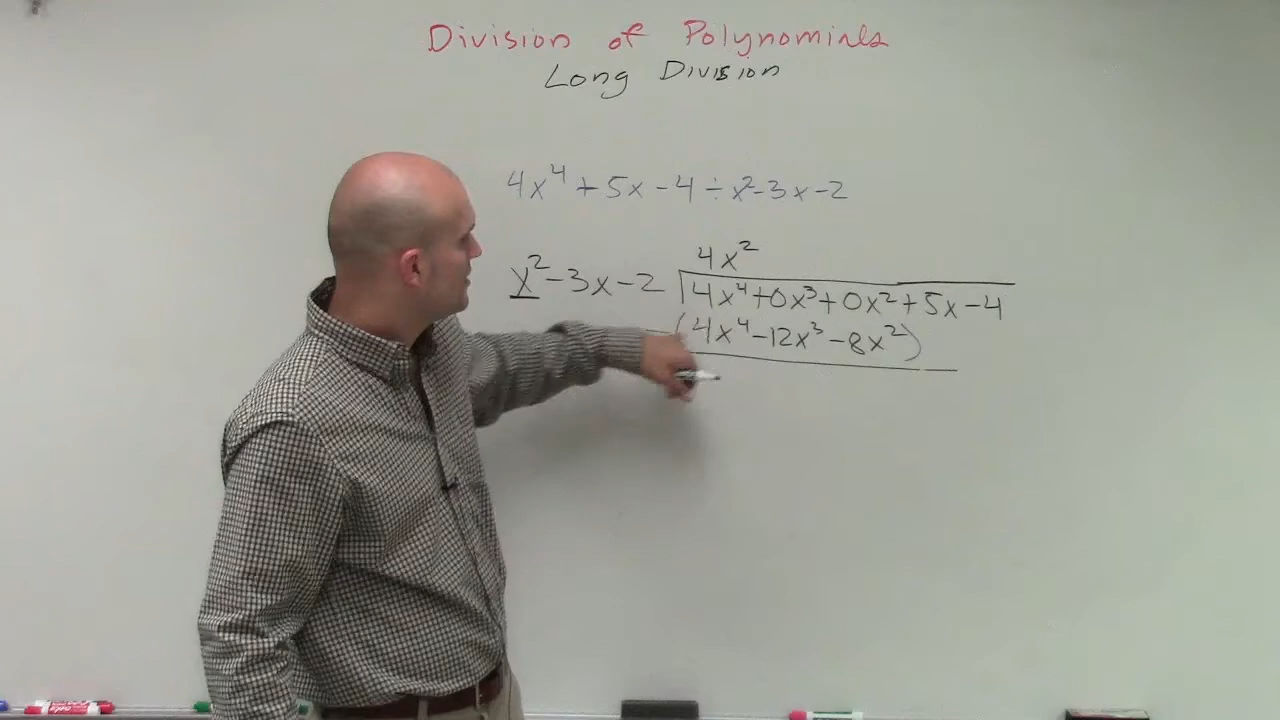 Division of Polynomials
Long Division
4x⁴ + 5x - 4 ÷ x² - 3x - 2
4x²
x² - 3x - 2 4x⁴ + 0x³ + 0x² + 5x - 4
-(4x⁴ - 12x³ - 8x²)